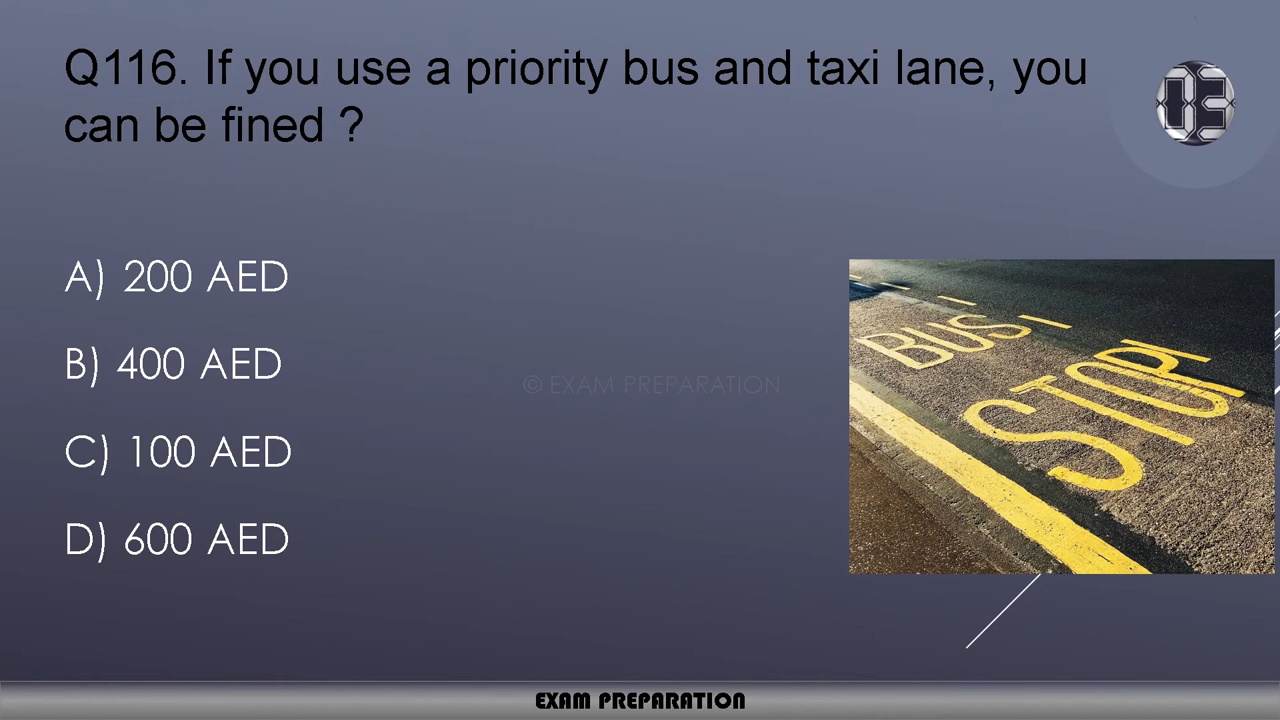 Q116. If you use a priority bus and taxi lane, you
can be fined ?
03
A) 200 AED
B) 400 AED
C) 100 AED
D) 600 AED
© EXAM PREPARATION
BUS
STOP
EXAM PREPARATION